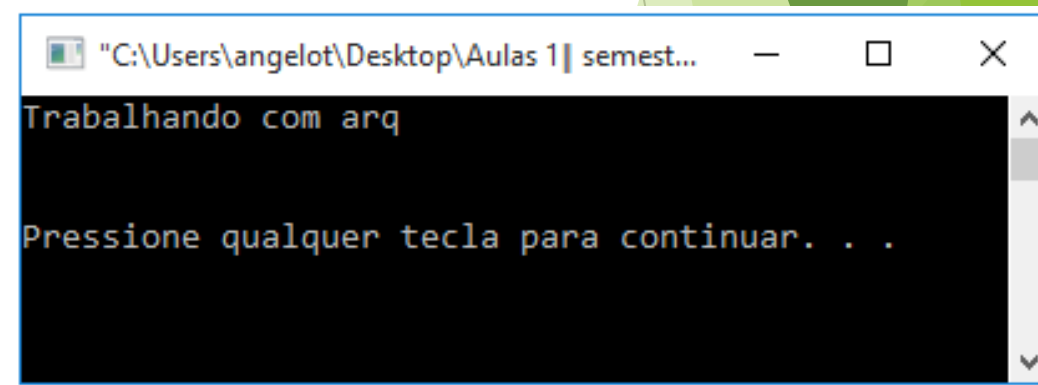 "C:\Users\angelot\Desktop\Aulas 1‖ semest...
Trabalhando com arq
Pressione qualquer tecla para continuar. . .